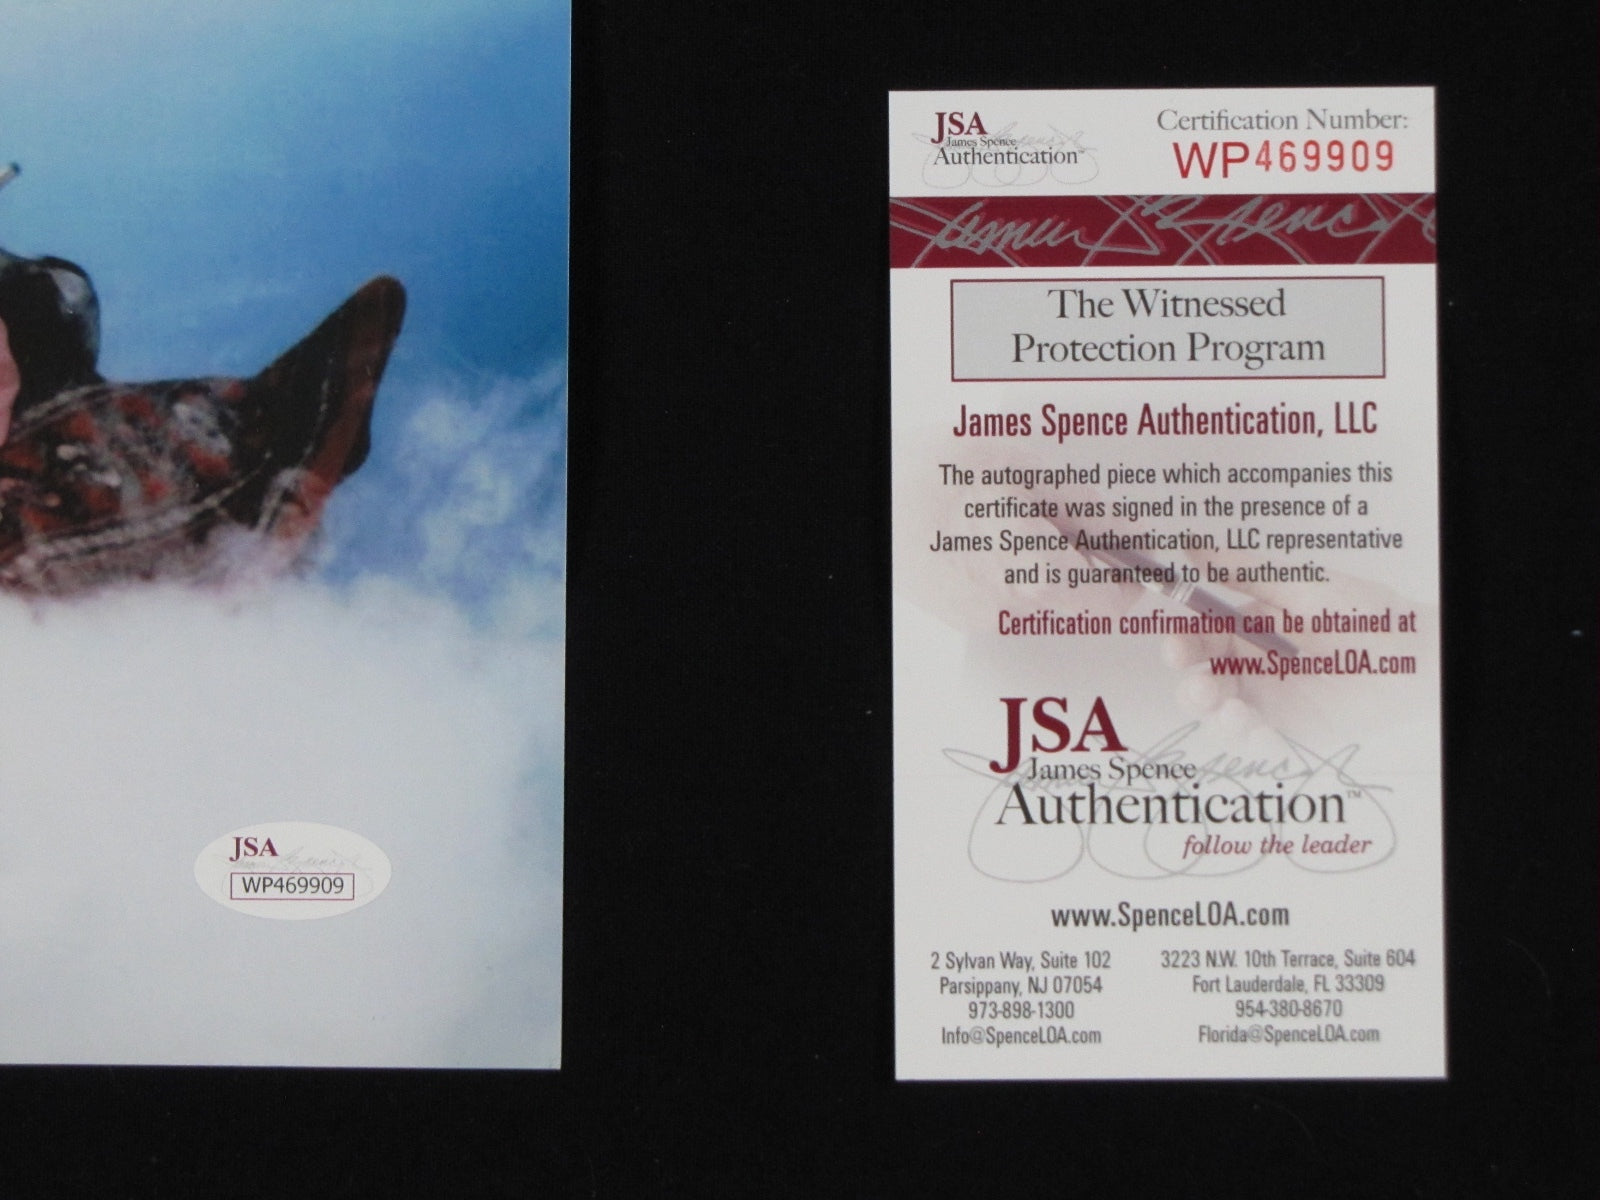 JSA
WP469909
JSA
James Spence
Authentication™
Certification Number:
WP469909
The Witnessed
Protection Program
James Spence Authentication, LLC
The autographed piece which accompanies this
certificate was signed in the presence of a
James Spence Authentication, LLC representative
and is guaranteed to be authentic.
Certification confirmation can be obtained at
www.SpenceLOA.com
JSA
James Spence
Authentication™
follow the leader
www.SpenceLOA.com
2 Sylvan Way, Suite 102
Parsippany, NJ 07054
973-898-1300
Info@SpenceLOA.com
3223 N.W. 10th Terrace, Suite 604
Fort Lauderdale, FL 33309
954-380-8670
Florida@SpenceLOA.com